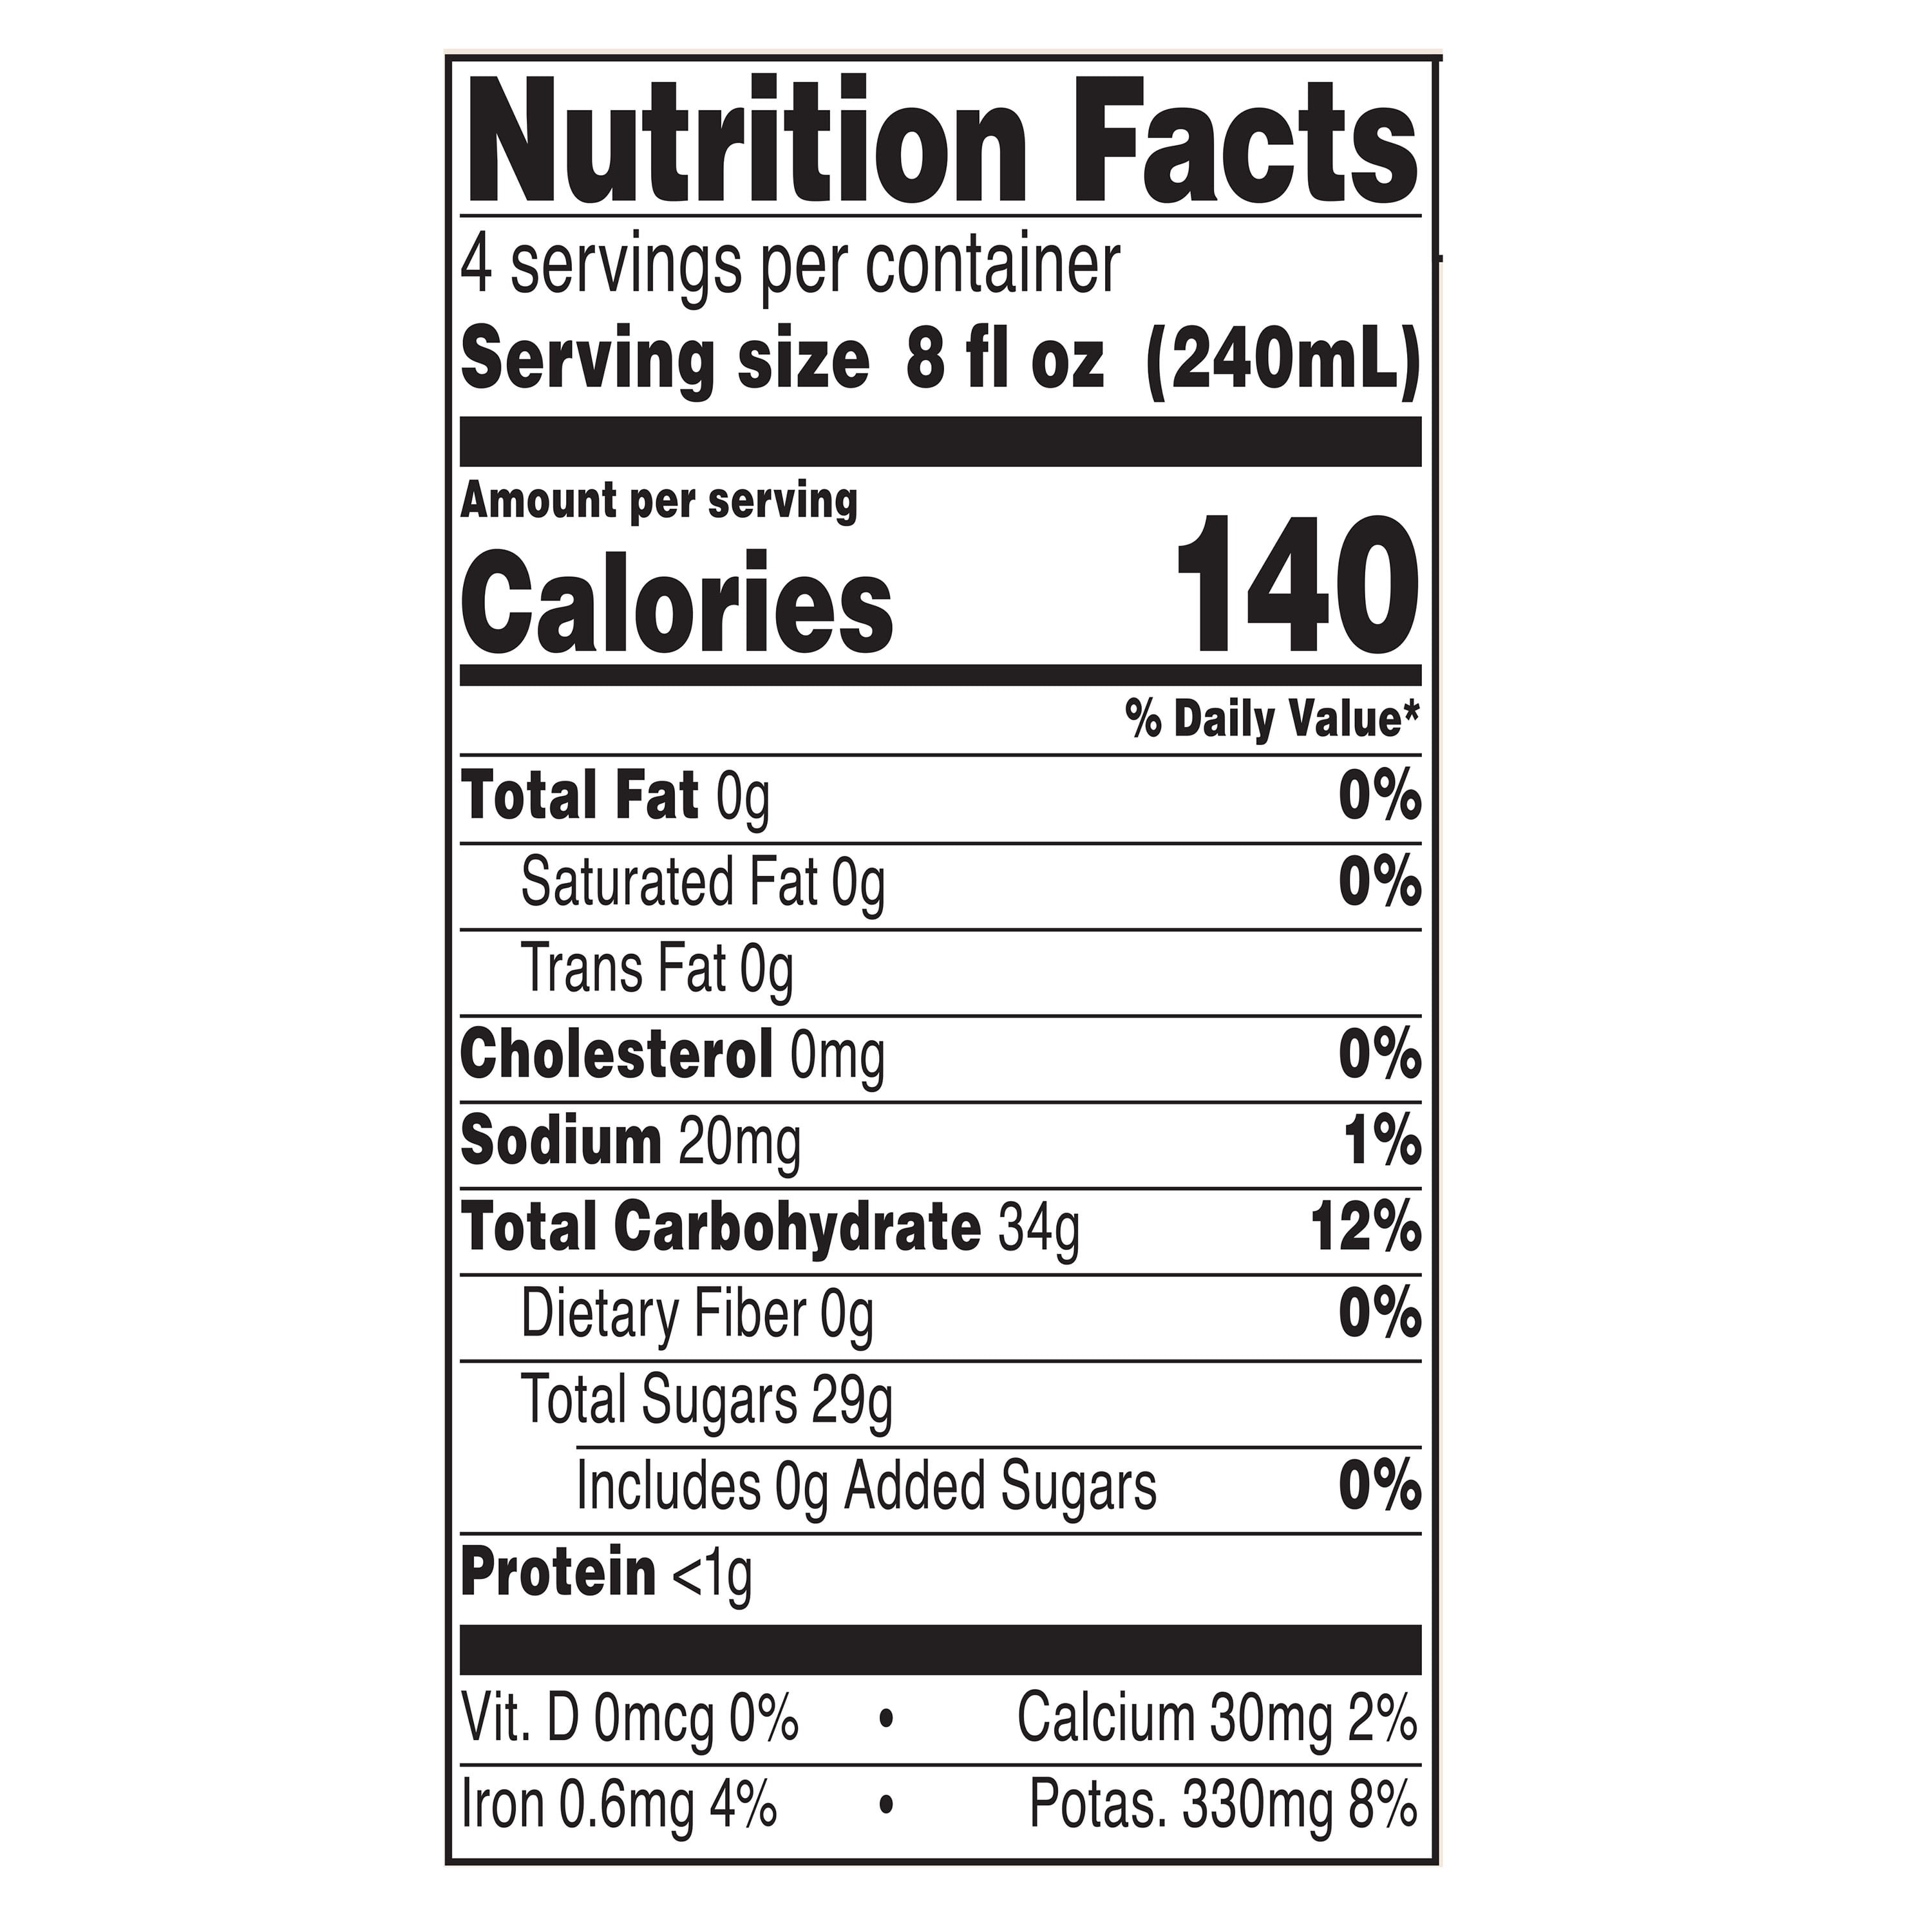 Nutrition Facts
4 servings per container
Serving size 8 fl oz (240mL)
Amount per serving
Calories 140
% Daily Value*
Total Fat 0g 0%
Saturated Fat 0g 0%
Trans Fat 0g
Cholesterol 0mg 0%
Sodium 20mg 1%
Total Carbohydrate 34g 12%
Dietary Fiber 0g 0%
Total Sugars 29g
Includes 0g Added Sugars 0%
Protein <1g
Vit. D 0mcg 0% • Calcium 30mg 2%
Iron 0.6mg 4% • Potas. 330mg 8%